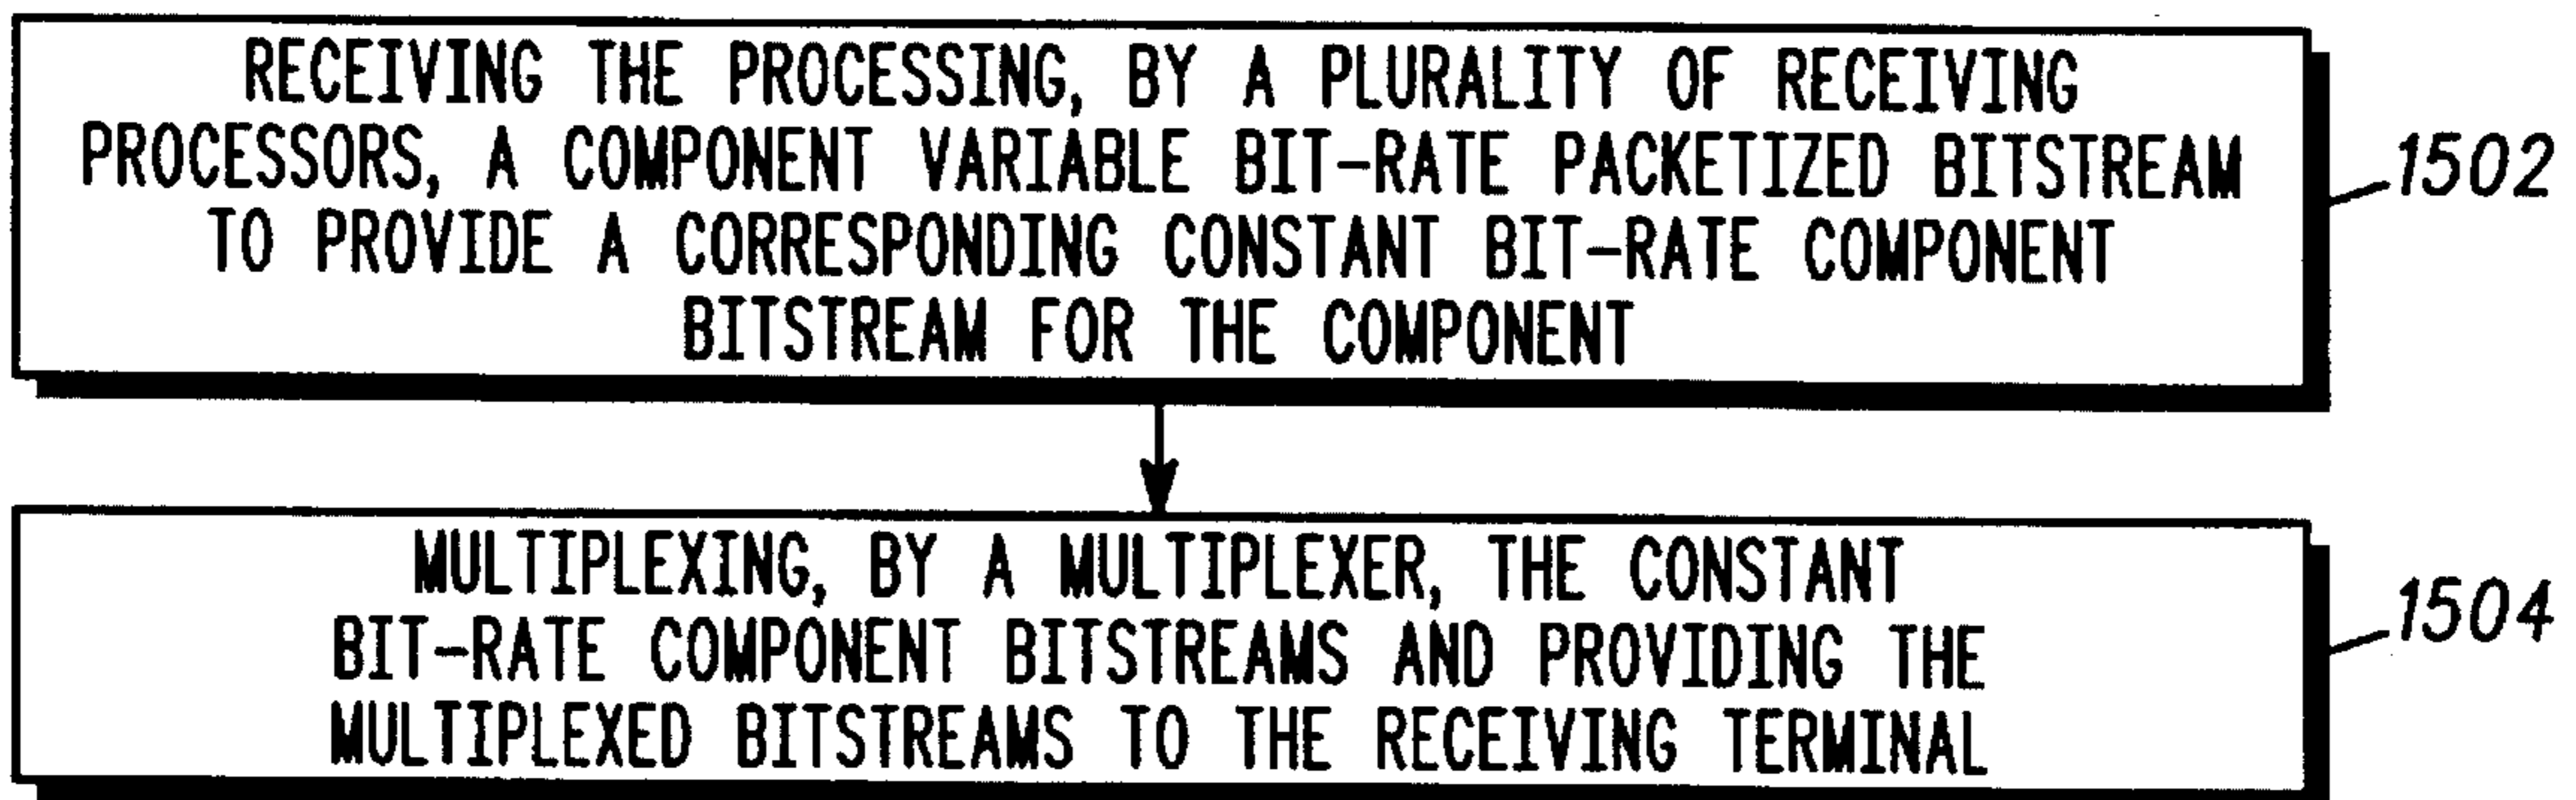 RECEIVING THE PROCESSING, BY A PLURALITY OF RECEIVING
PROCESSORS, A COMPONENT VARIABLE BIT-RATE PACKETIZED BITSTREAM
TO PROVIDE A CORRESPONDING CONSTANT BIT-RATE COMPONENT
BITSTREAM FOR THE COMPONENT
1502
MULTIPLEXING, BY A MULTIPLEXER, THE CONSTANT
BIT-RATE COMPONENT BITSTREAMS AND PROVIDING THE
MULTIPLEXED BITSTREAMS TO THE RECEIVING TERMINAL
1504